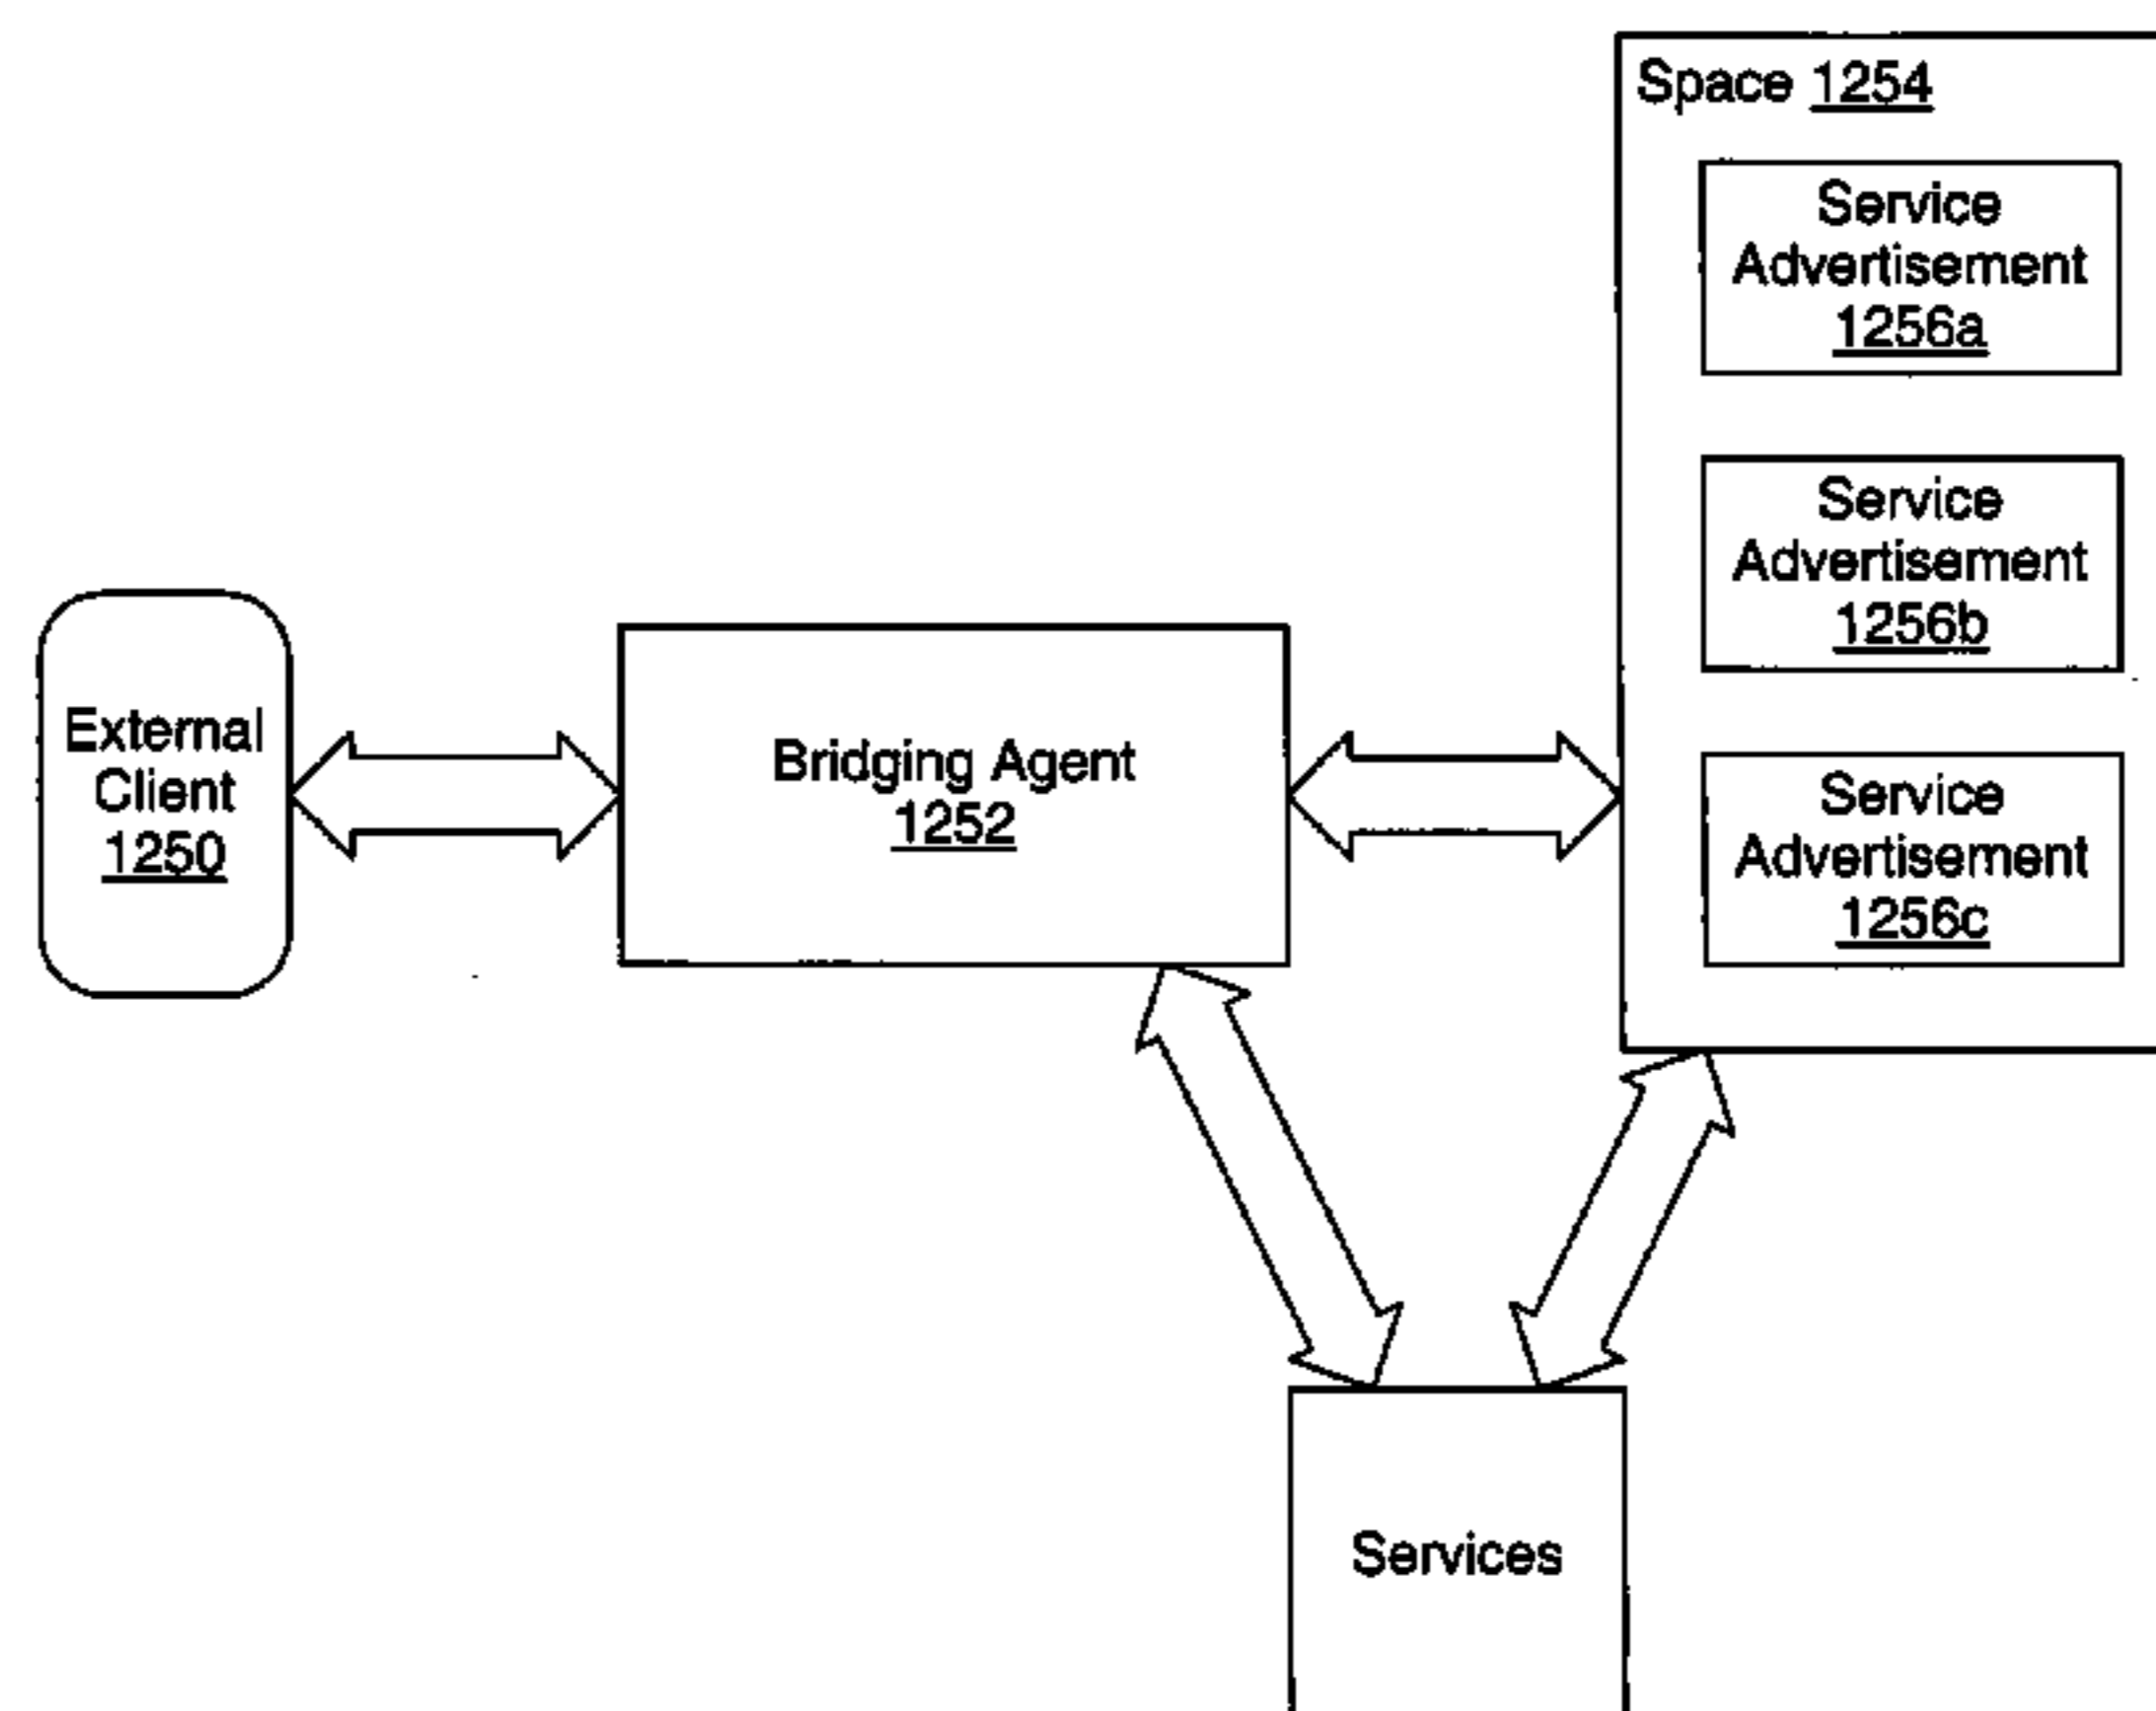 Space 1254
Service
Advertisement
1256a
Service
Advertisement
1256b
Service
Advertisement
1256c
External
Client
1250
Bridging Agent
1252
Services